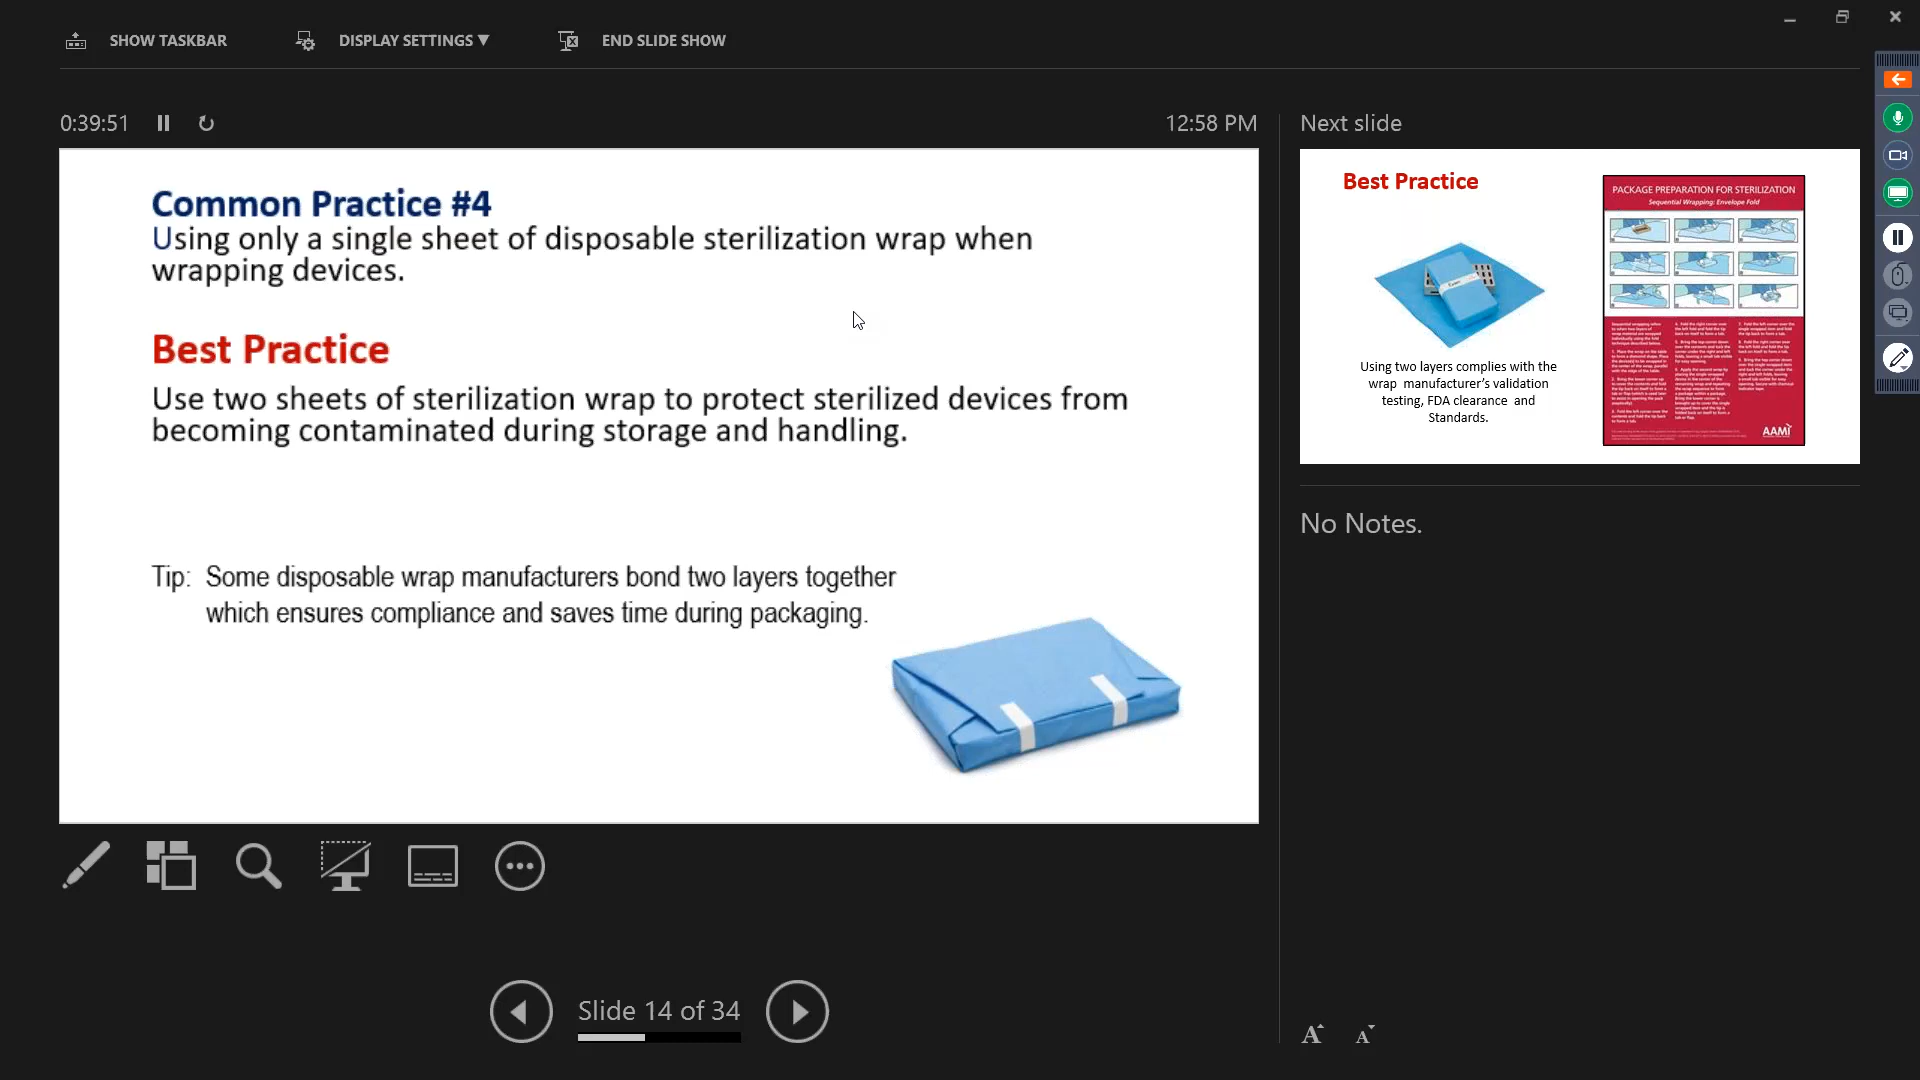 SHOW TASKBAR
DISPLAY SETTINGS ▼
END SLIDE SHOW
0:39:51
12:58 PM
Common Practice #4
Using only a single sheet of disposable sterilization wrap when
wrapping devices.
Best Practice
Use two sheets of sterilization wrap to protect sterilized devices from
becoming contaminated during storage and handling.
Tip: Some disposable wrap manufacturers bond two layers together
which ensures compliance and saves time during packaging.
Slide 14 of 34
Next slide
Best Practice
Using two layers complies with the
wrap manufacturer's validation
testing, FDA clearance and
Standards.
PACKAGE PREPARATION FOR STERILIZATION
Sequential Wrapping: Envelope Fold
AAMI
No Notes.
A A